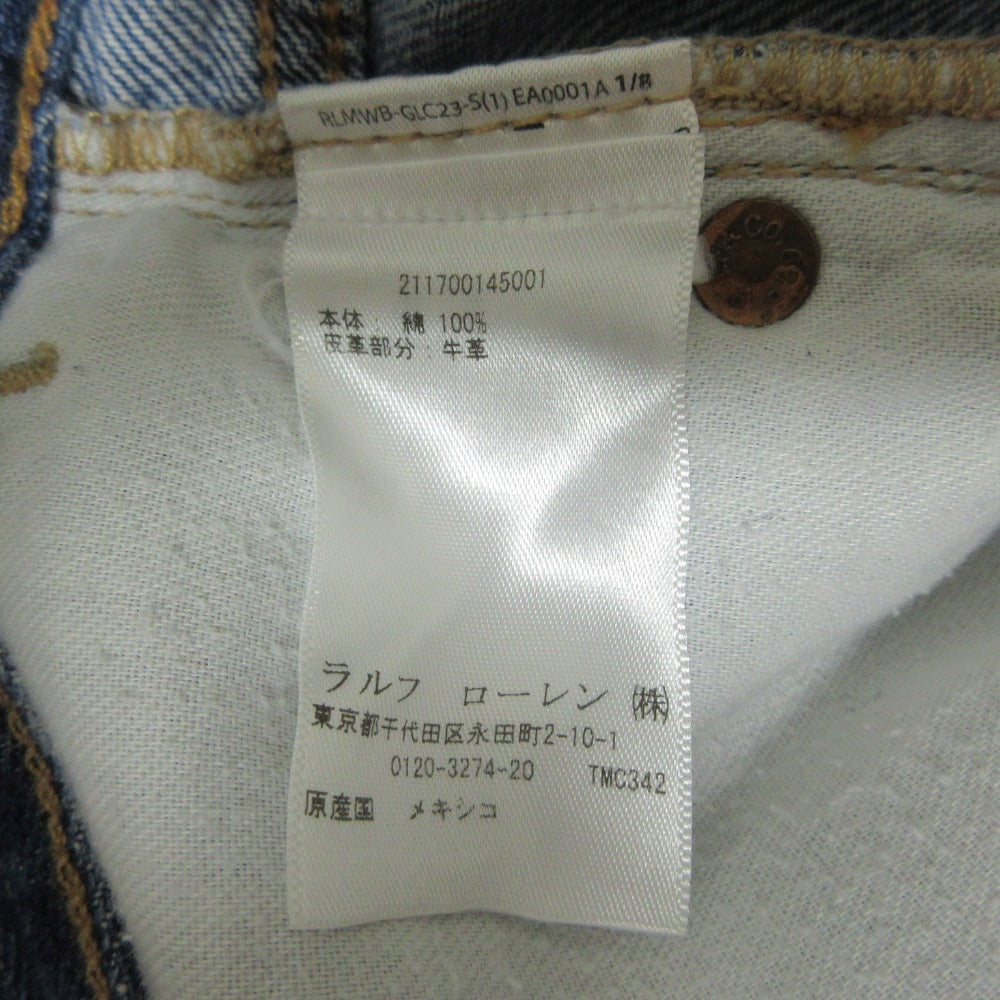 RLMWB-GLC23-S(1) EA0001A 1/8
211700145001
本体 綿 100%
皮革部分 : 牛革
ラルフ ローレン (株)
東京都千代田区永田町2-10-1
0120-3274-20 TMC342
原産国 メキシコ
CO.